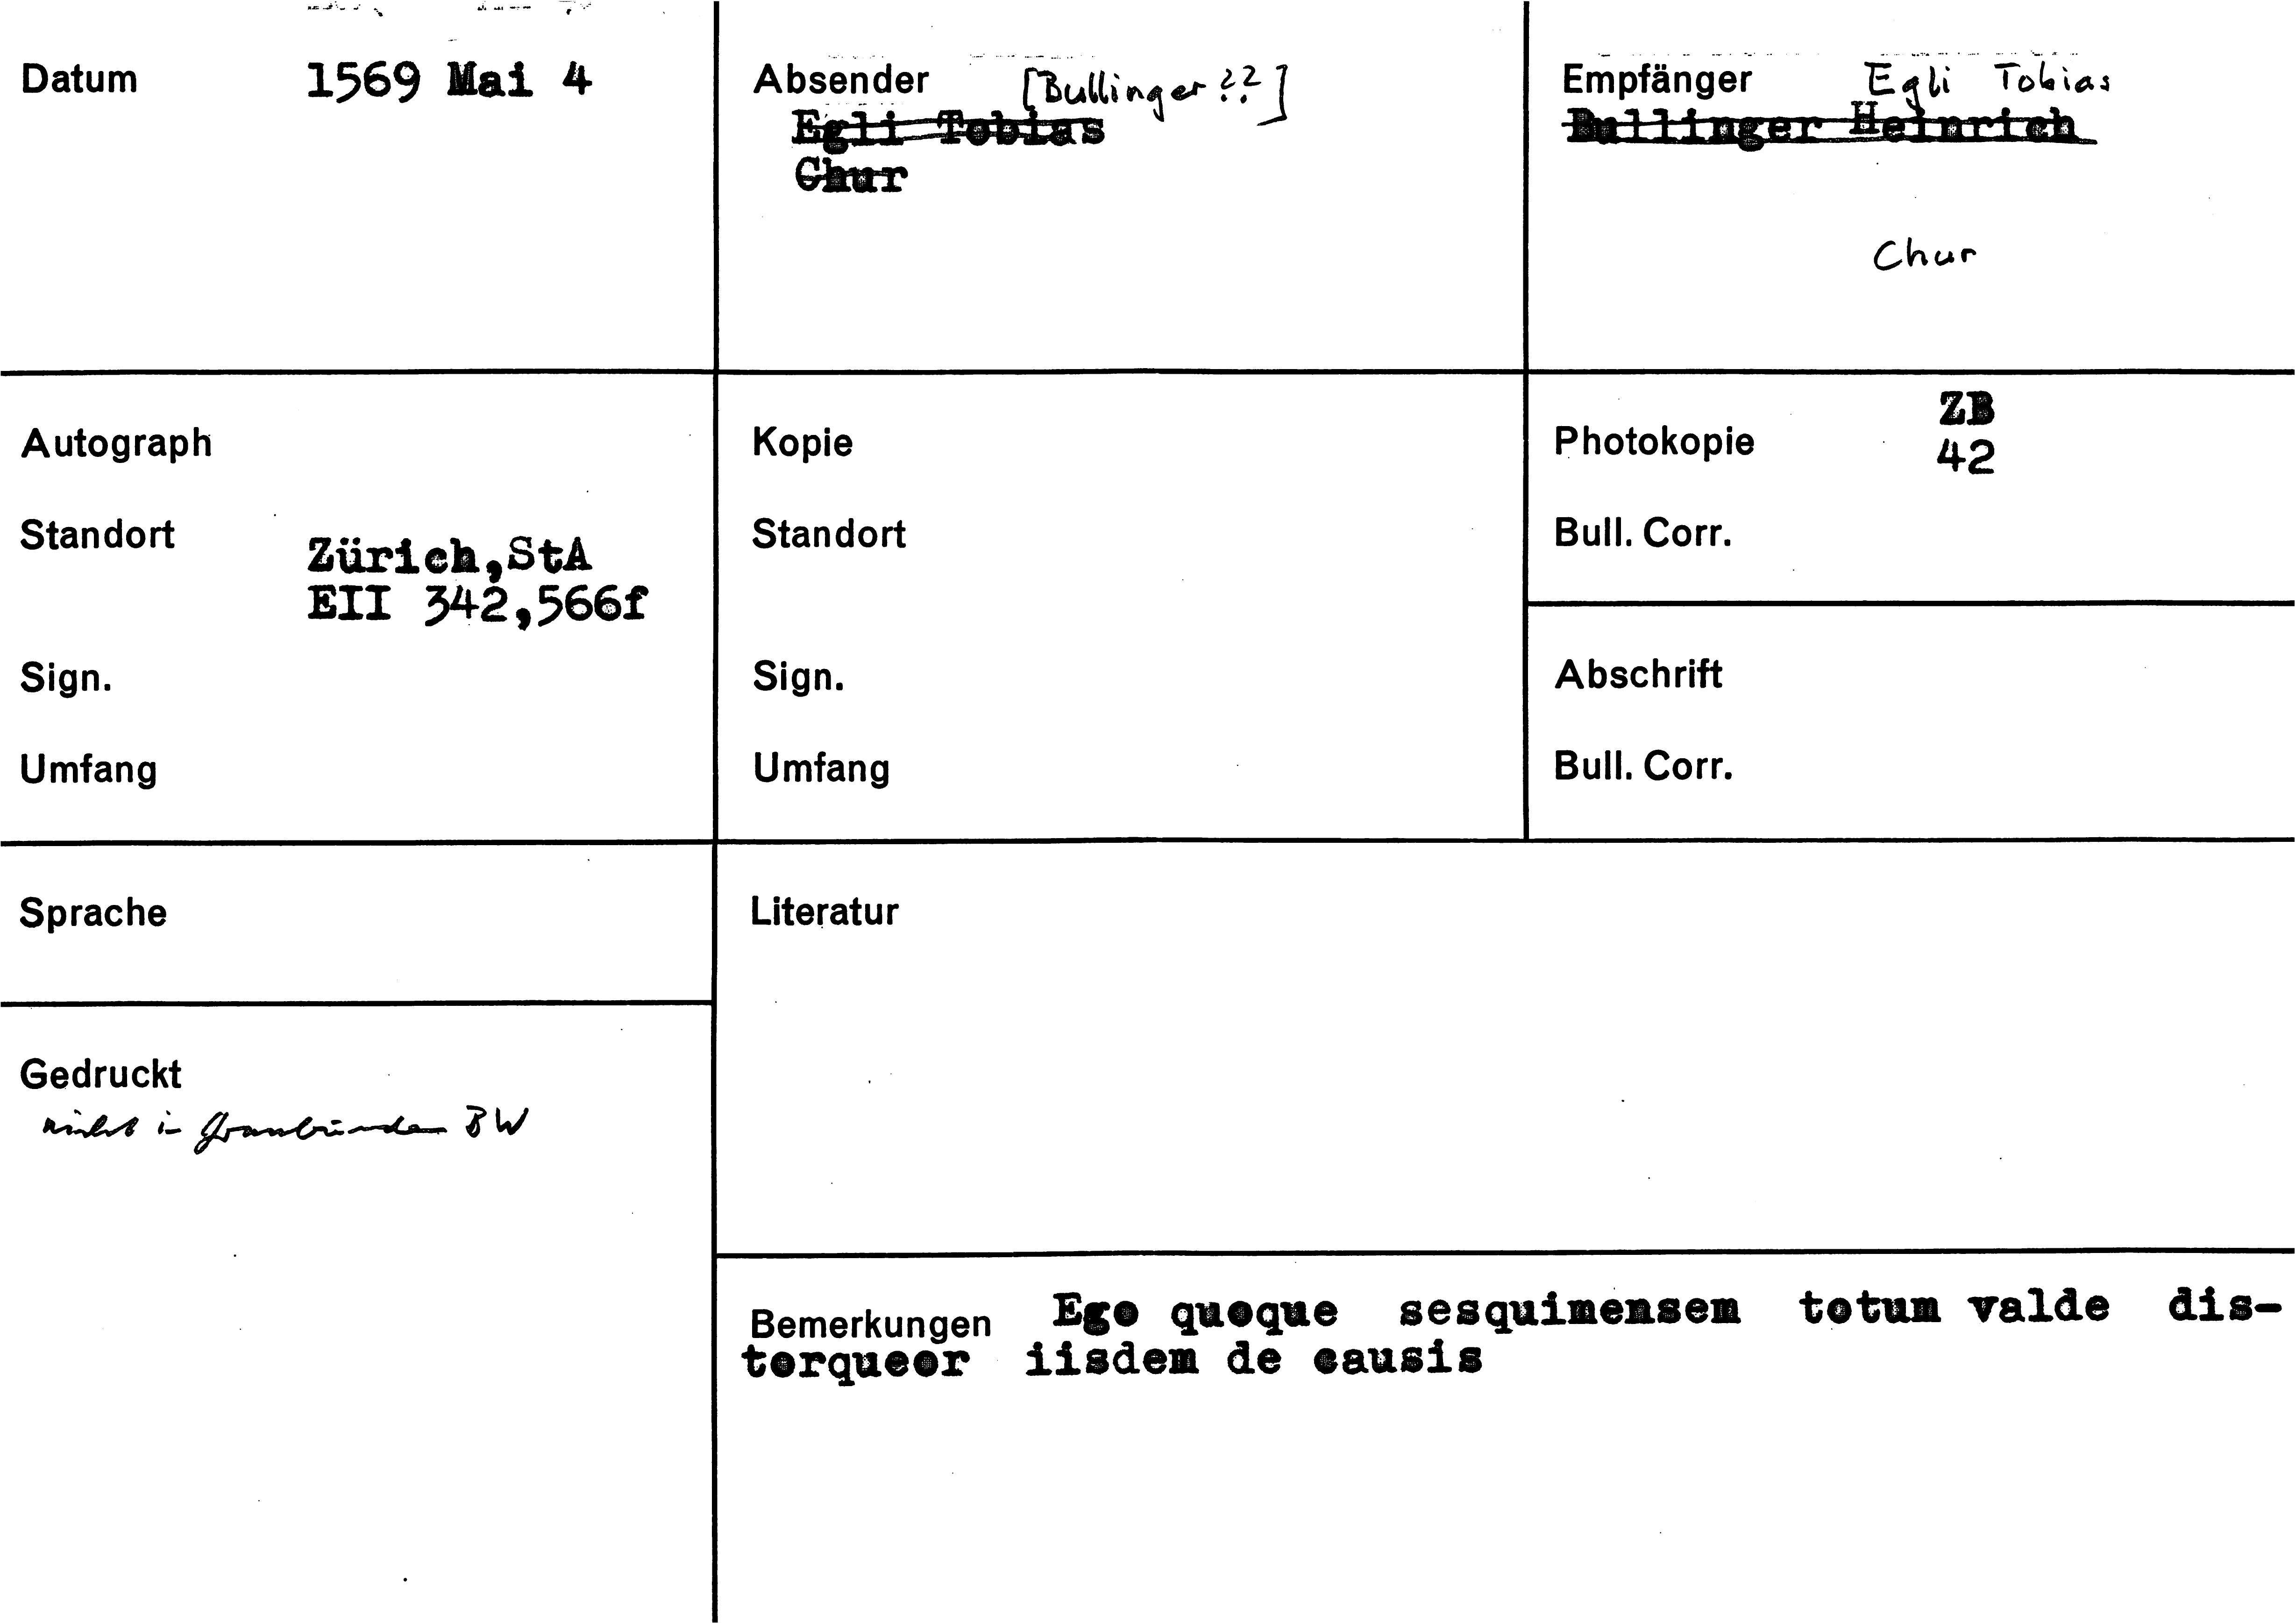 Datum 1569 Mai 4
Absender [Bullinger ??]
Egli Tobias
Chur
Empfänger Egli Tobias
Bullinger Heinrich
Chur
Autograph
Standort Zürich,StA
EII 342,566f
Sign.
Umfang
Kopie
Standort
Sign.
Umfang
Photokopie ZB
42
Bull. Corr.
Abschrift
Bull. Corr.
Sprache
Literatur
Gedruckt
nicht in Graubünden BW
Bemerkungen Ego quoque sesquimensem totum valde dis-
torqueor iisdem de causis